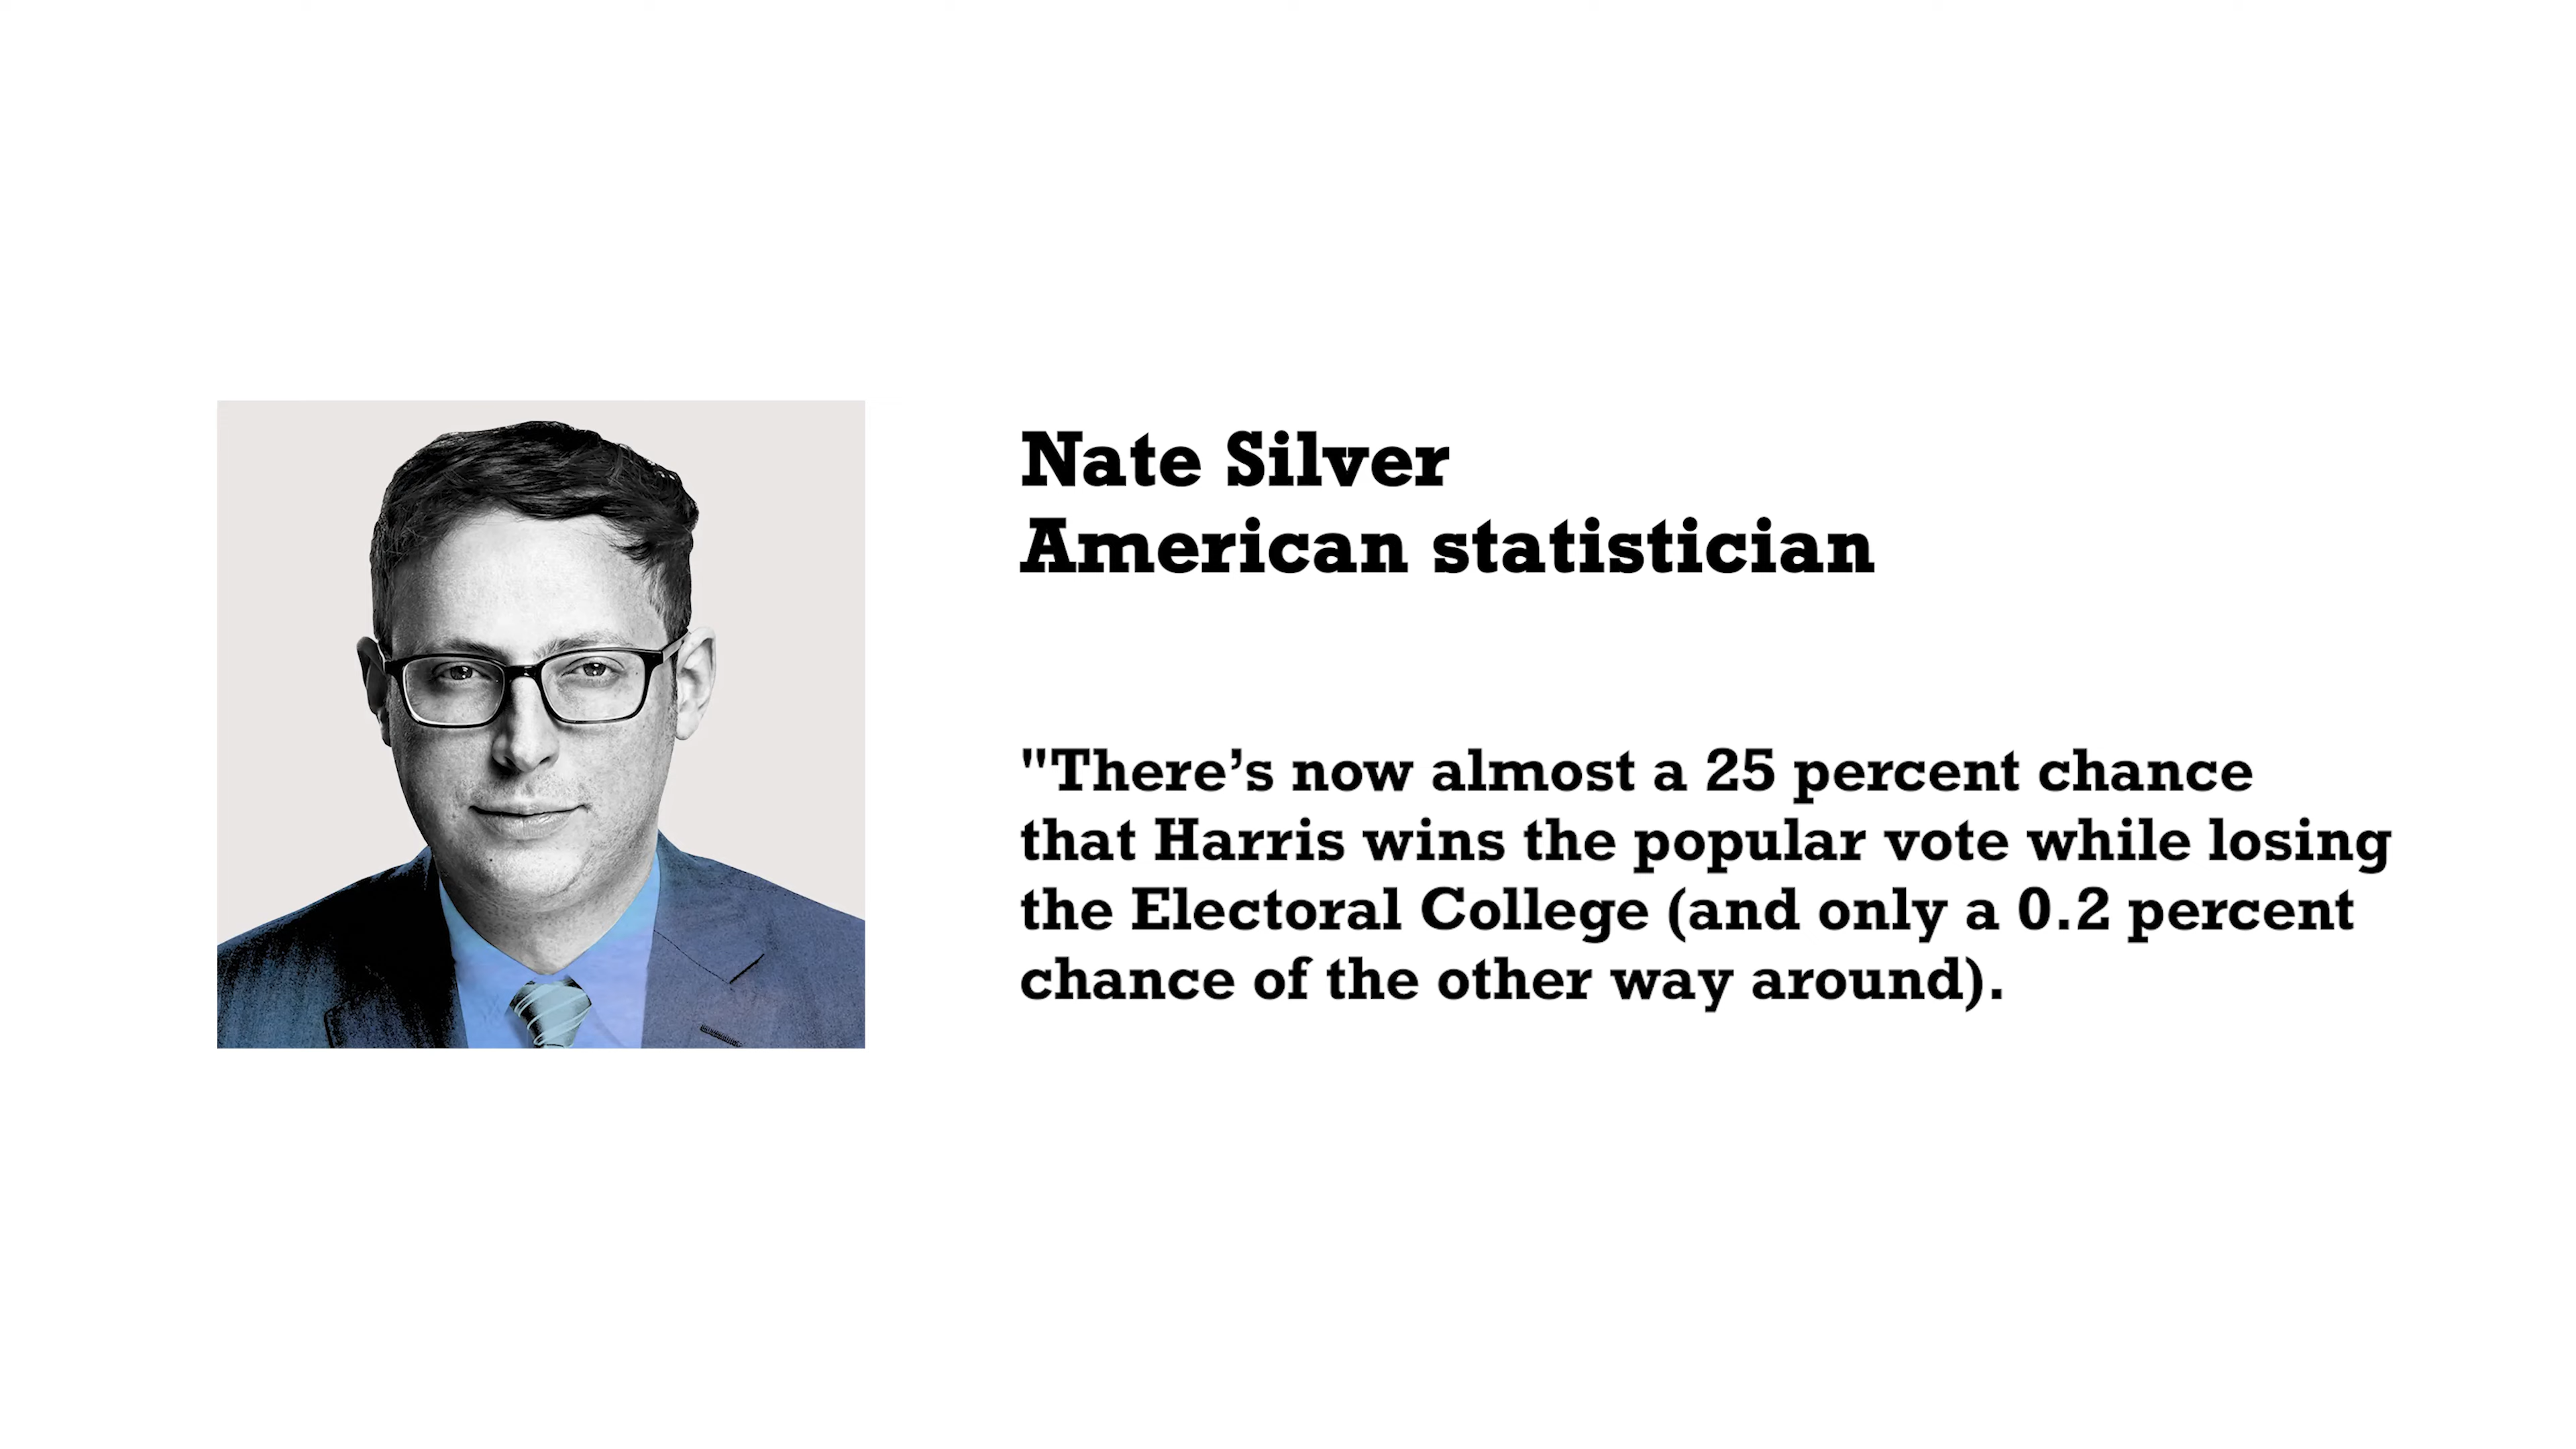 Nate Silver
American statistician
"There’s now almost a 25 percent chance
that Harris wins the popular vote while losing
the Electoral College (and only a 0.2 percent
chance of the other way around).